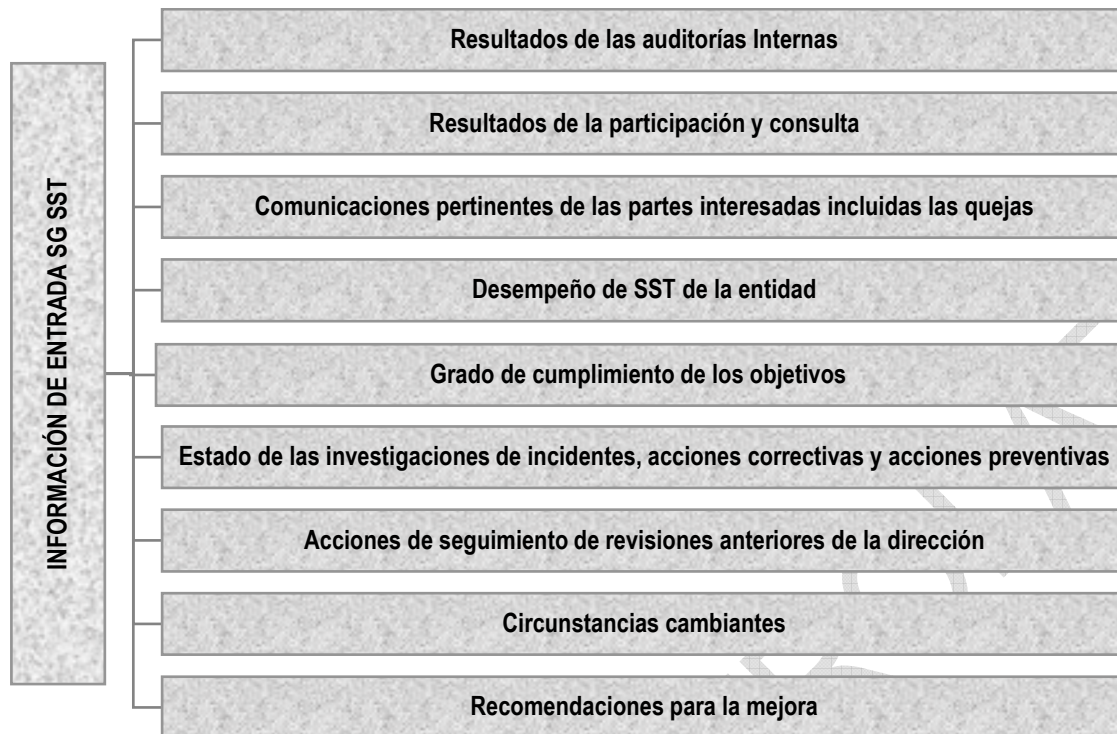 INFORMACIÓN DE ENTRADA SG SST
Resultados de las auditorías Internas
Resultados de la participación y consulta
Comunicaciones pertinentes de las partes interesadas incluidas las quejas
Desempeño de SST de la entidad
Grado de cumplimiento de los objetivos
Estado de las investigaciones de incidentes, acciones correctivas y acciones preventivas
Acciones de seguimiento de revisiones anteriores de la dirección
Circunstancias cambiantes
Recomendaciones para la mejora